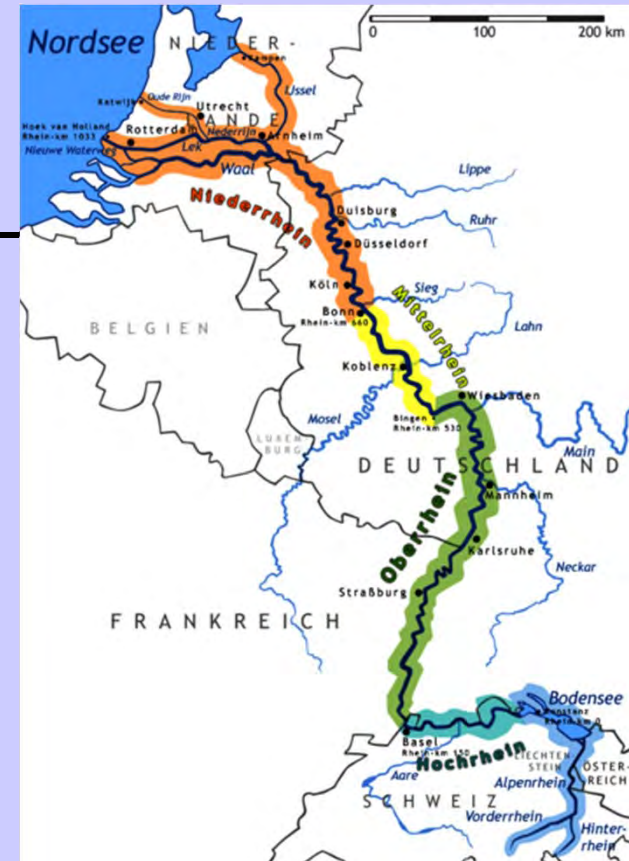 0 100 200 km
Nordsee
NIEDER-
LANDE
Kampen
IJssel
Katwijk
Oude Rijn
Utrecht
Hoek van Holland
Rhein-km 1033
Rotterdam
Nederrijn
Arnheim
Lek
Nieuwe Waterweg
Waal
Lippe
Niederrhein
Duisburg
Ruhr
Düsseldorf
Köln
Sieg
Mittelrhein
Bonn
Rhein-km 660
BELGIEN
Lahn
Koblenz
Wiesbaden
Mosel
Bingen
Rhein-km 530
LUXEM-
BURG
Main
DEUTSCHLAND
Mannheim
Oberrhein
Karlsruhe
Neckar
Straßburg
FRANKREICH
Bodensee
Konstanz
Rhein-km 0
Basel
Rhein-km 150
Hochrhein
LIECHTEN-
STEIN
ÖSTER-
REICH
Aare
Alpenrhein
SCHWEIZ
Vorderrhein
Hinter-
rhein